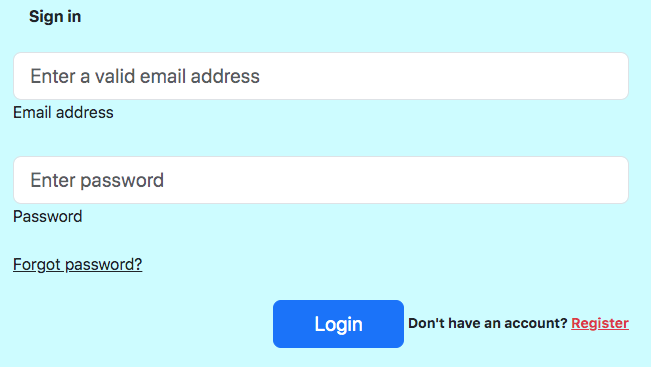 Sign in
Enter a valid email address
Email address
Enter password
Password
Forgot password?
Login Don't have an account? Register